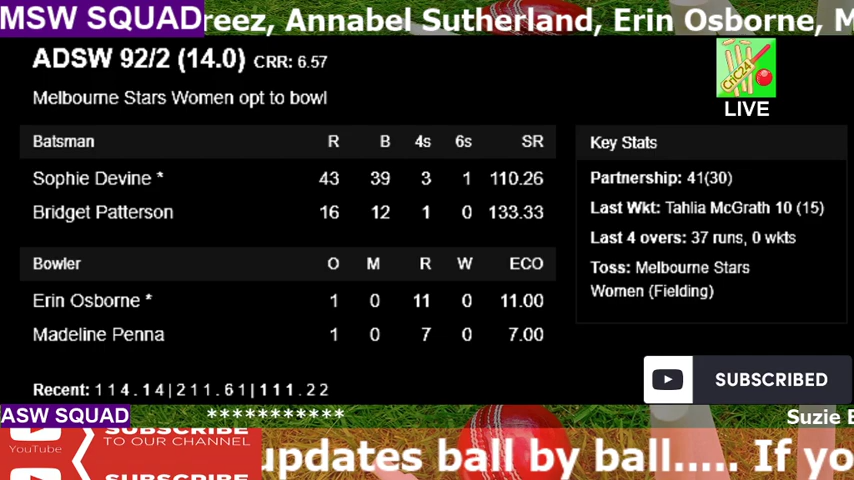 MSW SQUAD reez, Annabel Sutherland, Erin Osborne, M
ADSW 92/2 (14.0) CRR: 6.57
Melbourne Stars Women opt to bowl
CriC24
LIVE
Batsman R B 4s 6s SR
Sophie Devine * 43 39 3 1 110.26
Bridget Patterson 16 12 1 0 133.33
Bowler O M R W ECO
Erin Osborne * 1 0 11 0 11.00
Madeline Penna 1 0 7 0 7.00
Recent: 1 1 4 . 1 4 | 2 1 1 . 6 1 | 1 1 1 . 2 2
Key Stats
Partnership: 41(30)
Last Wkt: Tahlia McGrath 10 (15)
Last 4 overs: 37 runs, 0 wkts
Toss: Melbourne Stars
Women (Fielding)
SUBSCRIBED
ASW SQUAD *********** Suzie B
YouTube
SUBSCRIBE
TO OUR CHANNEL
SUBSCRIBE
updates ball by ball..... If yo